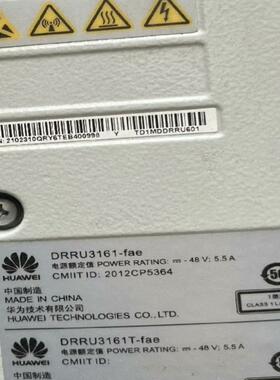 N: 2102310QRY6TEB400998 Y TD1MDDRRU601
DRRU3161-fae
电源额定值 POWER RATING: ⎓ - 48 V; 5.5 A
CMIIT ID: 2012CP5364
HUAWEI
中国制造
MADE IN CHINA
华为技术有限公司
HUAWEI TECHNOLOGIES CO., LTD.
CLASS 1
DRRU3161T-fae
电源额定值 POWER RATING: ⎓ - 48 V; 5.5 A
HUAWEI
CMIIT ID: 2012CP5364
中国制造